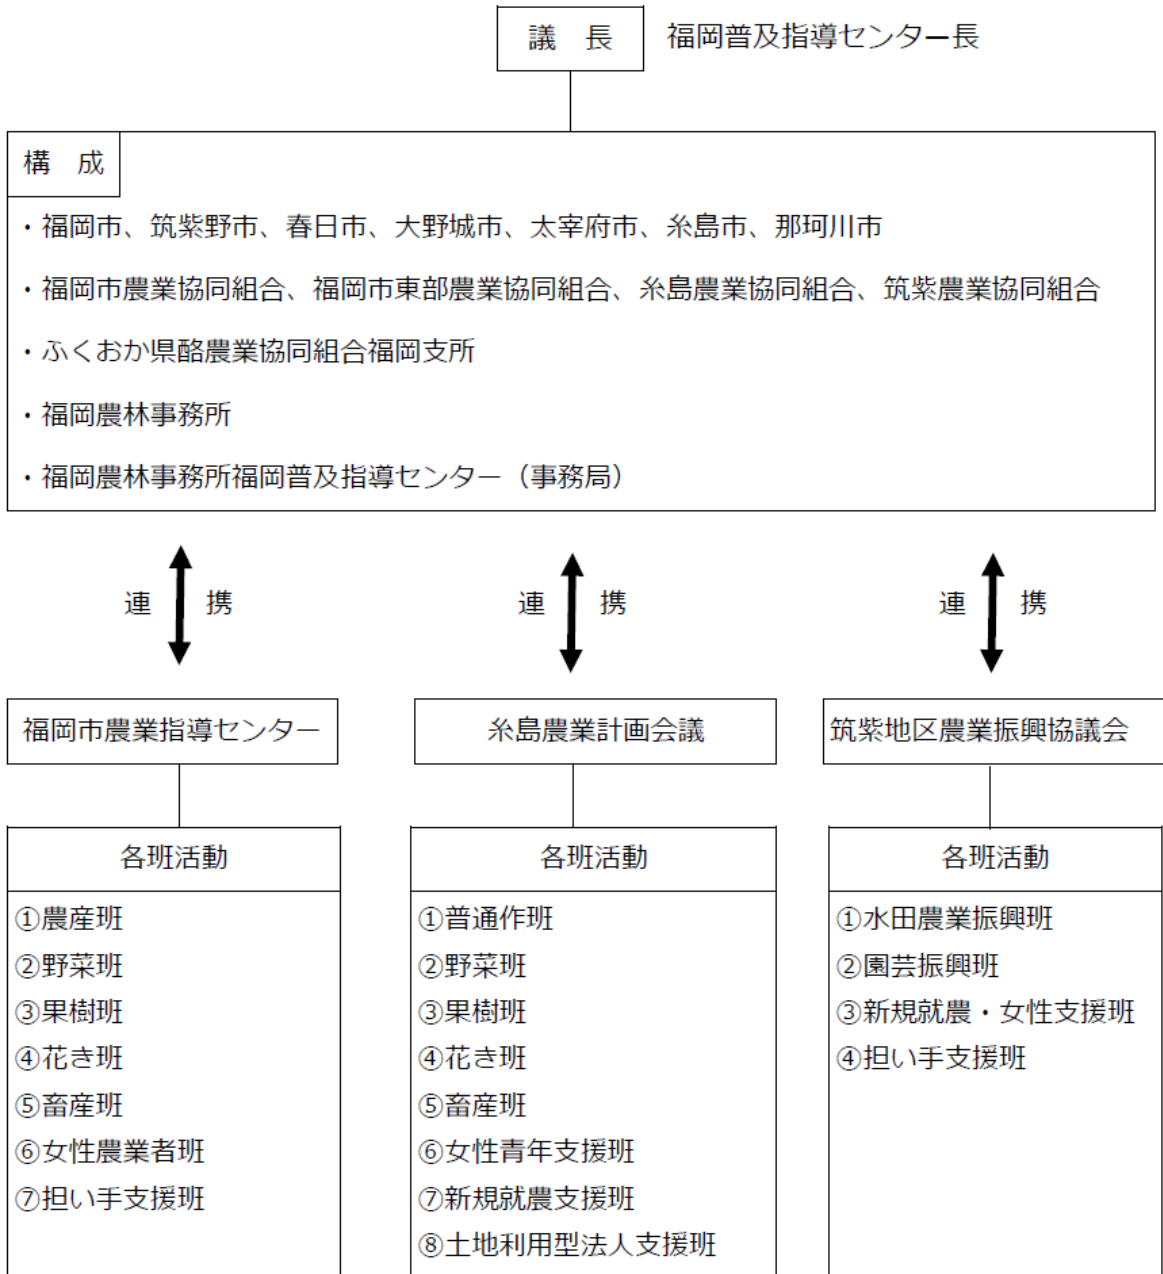 議 長 福岡普及指導センター長
構 成
・福岡市、筑紫野市、春日市、大野城市、太宰府市、糸島市、那珂川市
・福岡市農業協同組合、福岡市東部農業協同組合、糸島農業協同組合、筑紫農業協同組合
・ふくおか県酪農業協同組合福岡支所
・福岡農林事務所
・福岡農林事務所福岡普及指導センター（事務局）
連 携
連 携
連 携
福岡市農業指導センター
糸島農業計画会議
筑紫地区農業振興協議会
各班活動
①農産班
②野菜班
③果樹班
④花き班
⑤畜産班
⑥女性農業者班
⑦担い手支援班
各班活動
①普通作班
②野菜班
③果樹班
④花き班
⑤畜産班
⑥女性青年支援班
⑦新規就農支援班
⑧土地利用型法人支援班
各班活動
①水田農業振興班
②園芸振興班
③新規就農・女性支援班
④担い手支援班